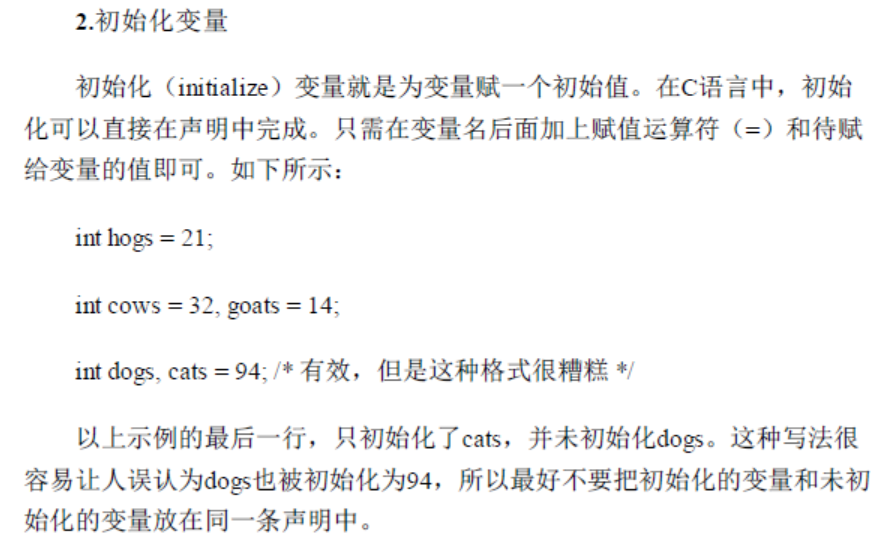 2.初始化变量
初始化（initialize）变量就是为变量赋一个初始值。在C语言中，初始
化可以直接在声明中完成。只需在变量名后面加上赋值运算符（=）和待赋
给变量的值即可。如下所示：
int hogs = 21;
int cows = 32, goats = 14;
int dogs, cats = 94; /* 有效，但是这种格式很糟糕 */
以上示例的最后一行，只初始化了cats，并未初始化dogs。这种写法很
容易让人误认为dogs也被初始化为94，所以最好不要把初始化的变量和未初
始化的变量放在同一条声明中。